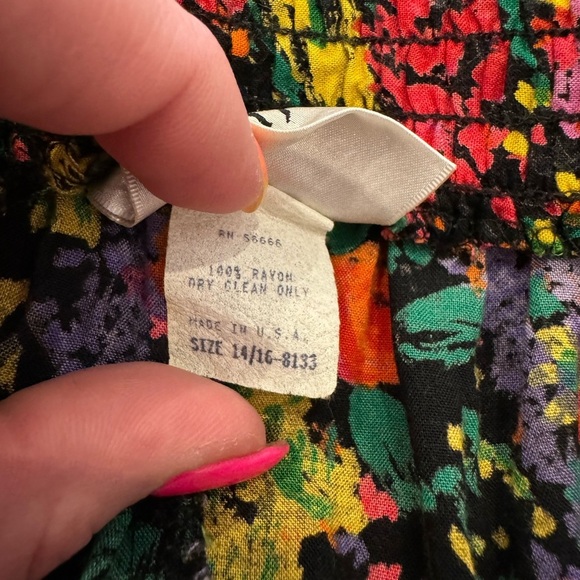 RN 56666
100% RAYON
DRY CLEAN ONLY
MADE IN U.S.A.
SIZE 14/16-8133